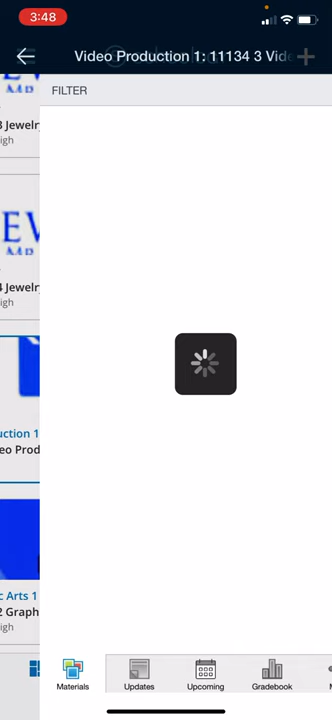 3:48
Video Production 1: 11134 3 Vide
FILTER
3 Jewelr
igh
4 Jewelr
igh
uction 1
eo Prod
c Arts 1
2 Graph
igh
Materials
Updates
Upcoming
Gradebook